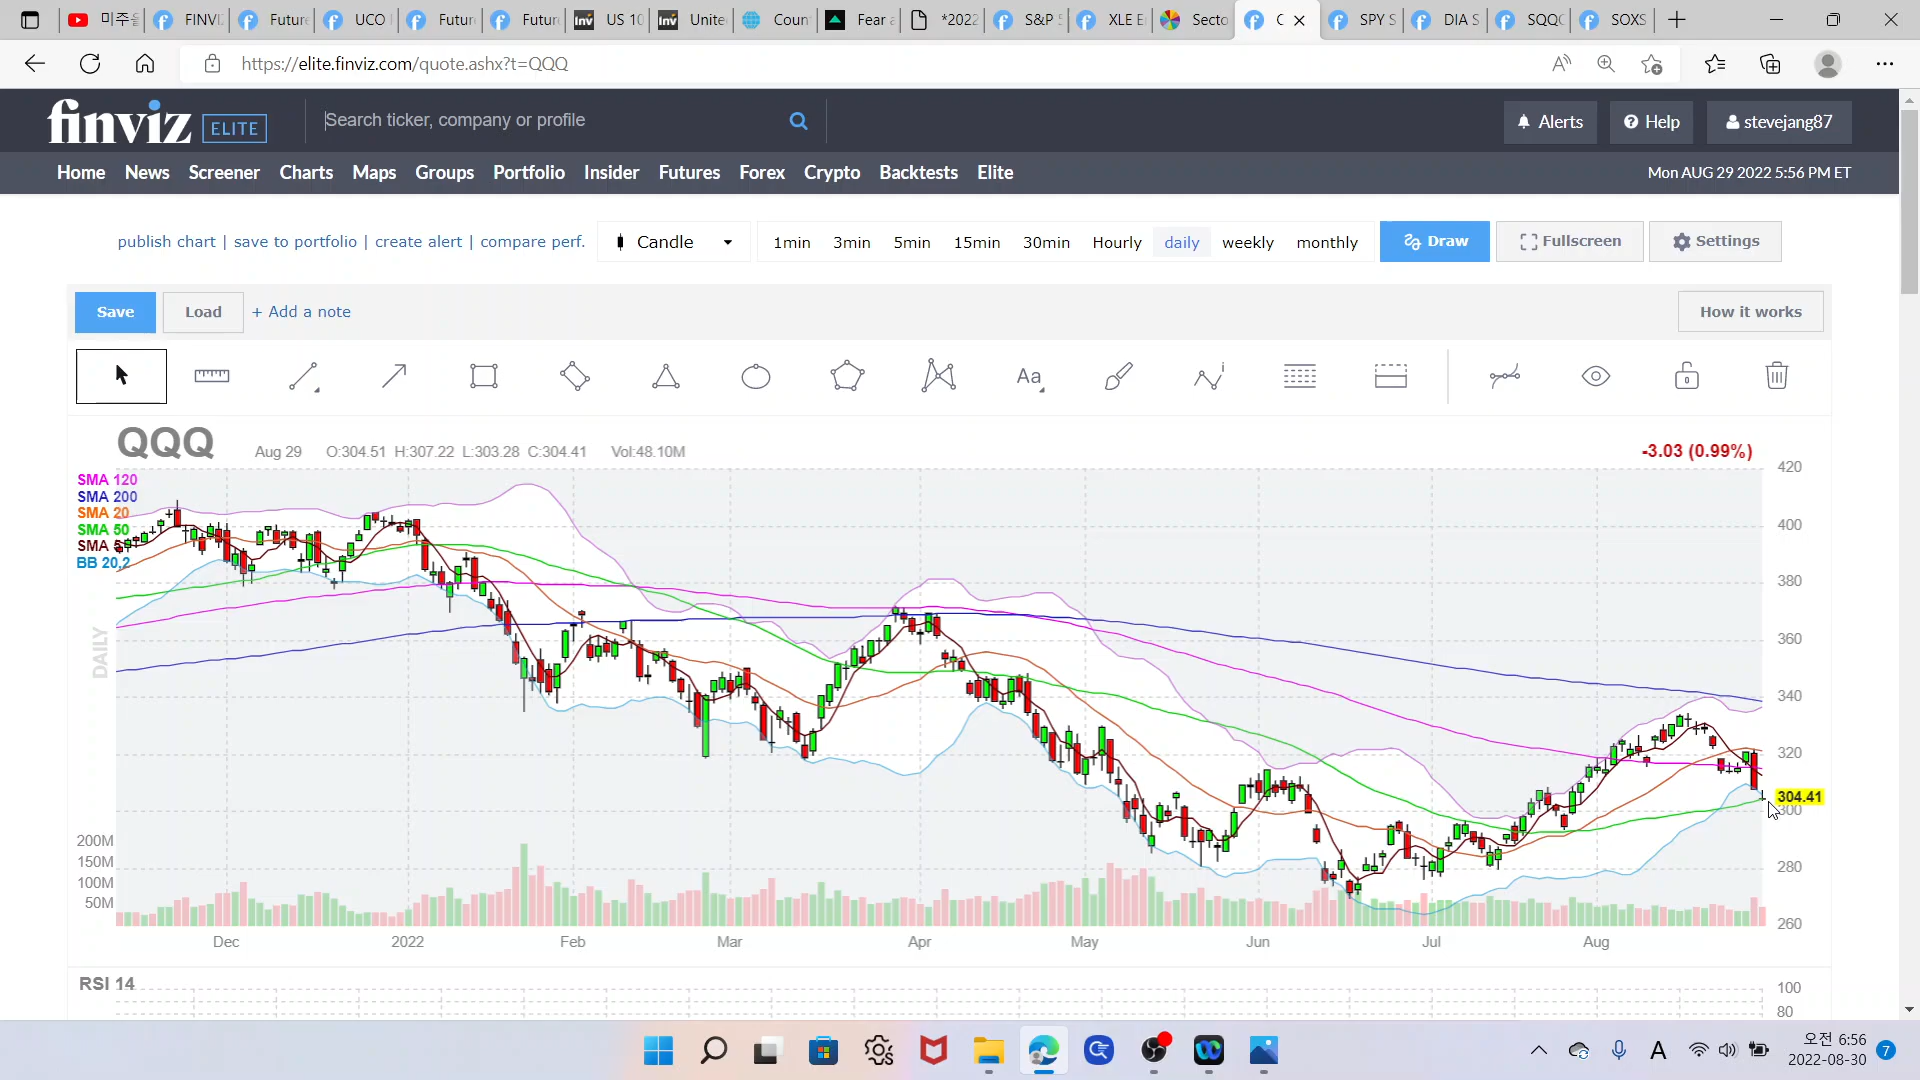 미주
FINVI
Future
UCO
Futur
Futur
US 10
Unite
Coun
Fear a
*2022
S&P 5
XLE E
Secto
SPY S
DIA S
SQQQ
SOXS
https://elite.finviz.com/quote.ashx?t=QQQ
finviz ELITE
Search ticker, company or profile
Alerts
Help
stevejang87
Home News Screener Charts Maps Groups Portfolio Insider Futures Forex Crypto Backtests Elite
Mon AUG 29 2022 5:56 PM ET
publish chart | save to portfolio | create alert | compare perf.
Candle
1min 3min 5min 15min 30min Hourly daily weekly monthly
Draw
Fullscreen
Settings
Save
Load
+ Add a note
How it works
Aa
QQQ
Aug 29 O:304.51 H:307.22 L:303.28 C:304.41 Vol:48.10M
-3.03 (0.99%)
SMA 120
SMA 200
SMA 20
SMA 50
SMA 5
BB 20,2
DAILY
420
400
380
360
340
320
304.41
300
280
260
200M
150M
100M
50M
Dec 2022 Feb Mar Apr May Jun Jul Aug
RSI 14
100
80
A
오전 6:56
2022-08-30
7